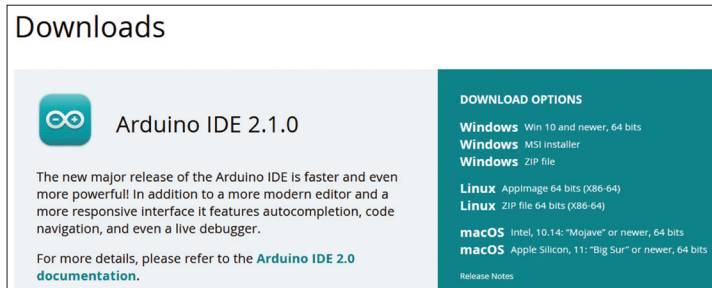 Downloads
Arduino IDE 2.1.0
The new major release of the Arduino IDE is faster and even
more powerful! In addition to a more modern editor and a
more responsive interface it features autocompletion, code
navigation, and even a live debugger.
For more details, please refer to the Arduino IDE 2.0
documentation.
DOWNLOAD OPTIONS
Windows Win 10 and newer, 64 bits
Windows MSI installer
Windows ZIP file
Linux AppImage 64 bits (X86-64)
Linux ZIP file 64 bits (X86-64)
macOS Intel, 10.14: “Mojave” or newer, 64 bits
macOS Apple Silicon, 11: “Big Sur” or newer, 64 bits
Release Notes